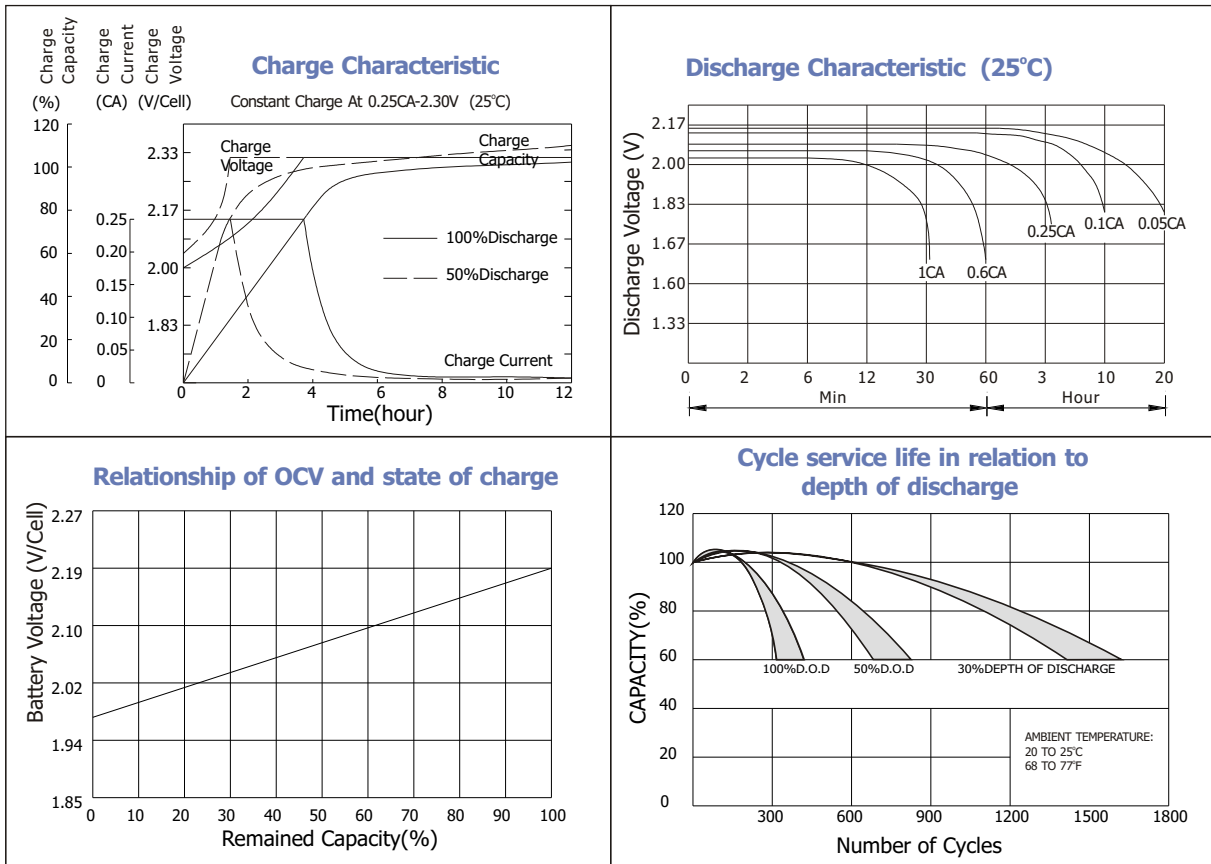 Charge
Capacity
Charge
Current
Charge
Voltage
(%)
(CA)
(V/Cell)
Charge Characteristic
Constant Charge At 0.25CA-2.30V (25°C)
120
100
80
60
40
20
0
0.25
0.20
0.15
0.10
0.05
0
2.33
2.17
2.00
1.83
Charge
Voltage
Charge
Capacity
100%Discharge
50%Discharge
Charge Current
0 2 4 6 8 10 12
Time(hour)
Discharge Characteristic (25°C)
Discharge Voltage (V)
2.17
2.00
1.83
1.67
1.60
1.33
1CA
0.6CA
0.25CA
0.1CA
0.05CA
0 2 6 12 30 60 3 10 20
Min
Hour
Relationship of OCV and state of charge
Battery Voltage (V/Cell)
2.27
2.19
2.10
2.02
1.94
1.85
0 10 20 30 40 50 60 70 80 90 100
Remained Capacity(%)
Cycle service life in relation to
depth of discharge
CAPACITY(%)
120
100
80
60
40
20
0
100%D.O.D
50%D.O.D
30%DEPTH OF DISCHARGE
AMBIENT TEMPERATURE:
20 TO 25°C
68 TO 77°F
300 600 900 1200 1500 1800
Number of Cycles